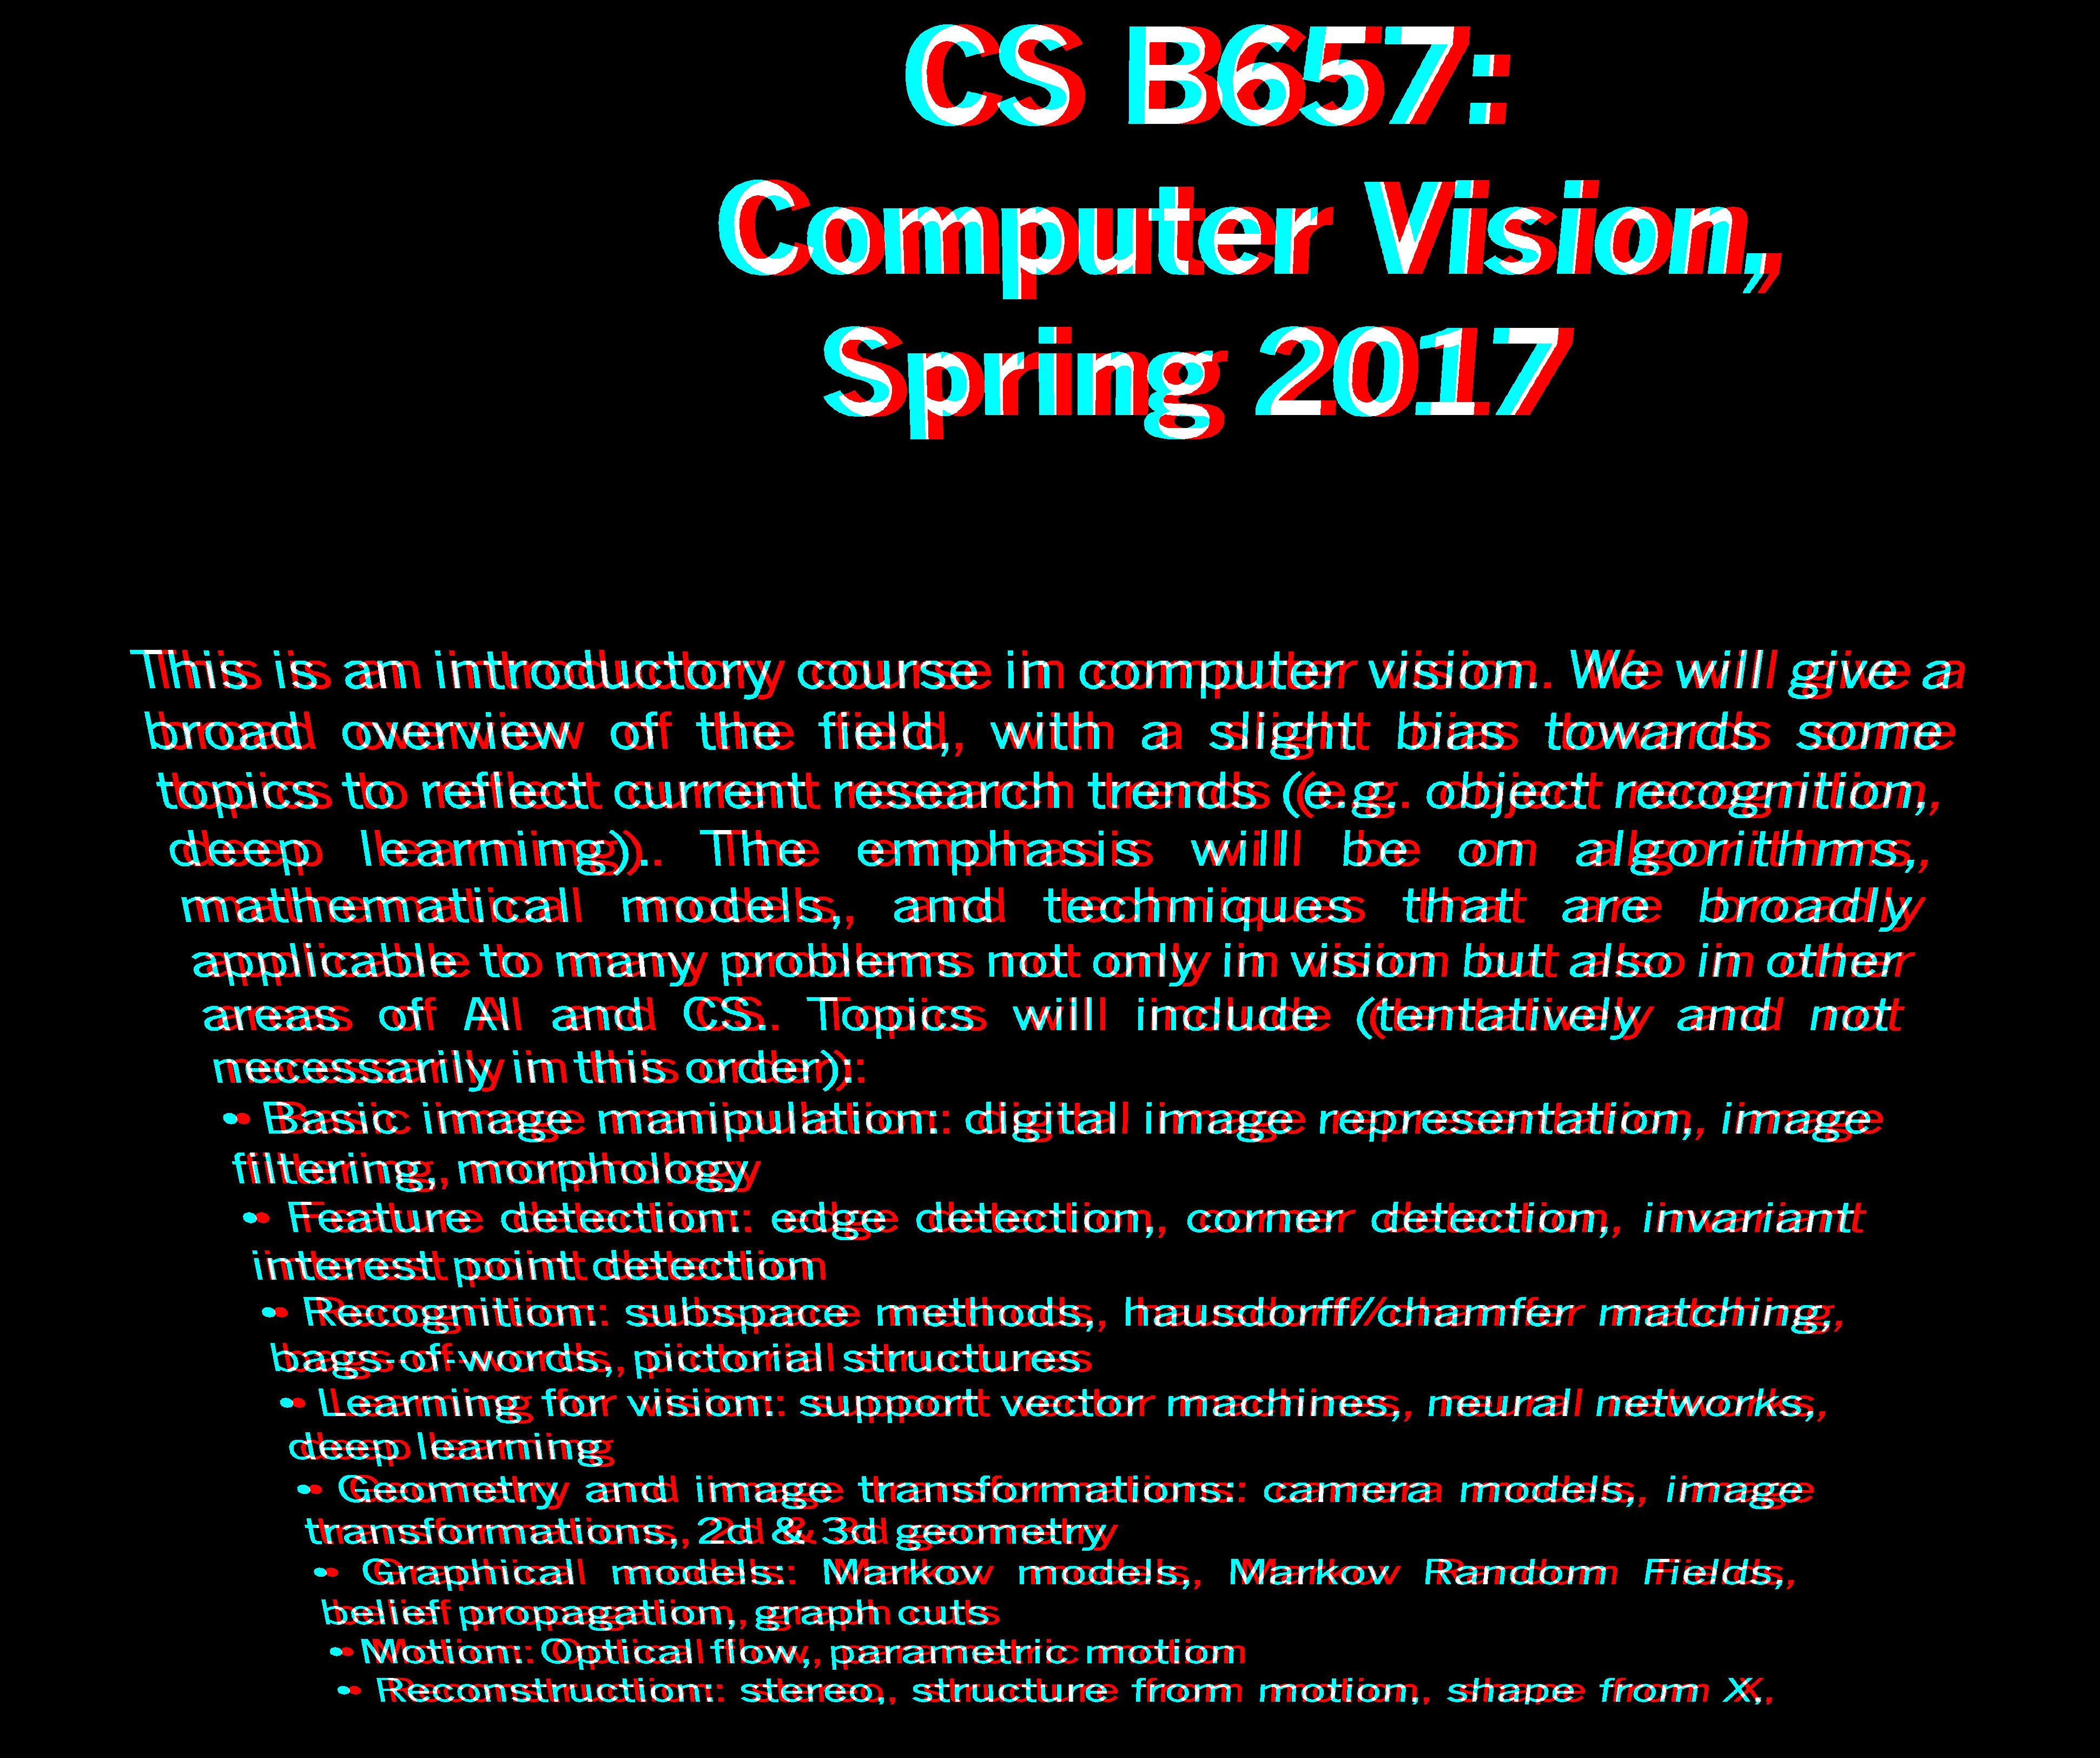 CS B657:
Computer Vision,
Spring 2017
This is an introductory course in computer vision. We will give a
broad overview of the field, with a slight bias towards some
topics to reflect current research trends (e.g. object recognition,
deep learning). The emphasis will be on algorithms,
mathematical models, and techniques that are broadly
applicable to many problems not only in vision but also in other
areas of AI and CS. Topics will include (tentatively and not
necessarily in this order):
• Basic image manipulation: digital image representation, image
filtering, morphology
• Feature detection: edge detection, corner detection, invariant
interest point detection
• Recognition: subspace methods, hausdorff/chamfer matching,
bags-of-words, pictorial structures
• Learning for vision: support vector machines, neural networks,
deep learning
• Geometry and image transformations: camera models, image
transformations, 2d & 3d geometry
• Graphical models: Markov models, Markov Random Fields,
belief propagation, graph cuts
• Motion: Optical flow, parametric motion
• Reconstruction: stereo, structure from motion, shape from X,